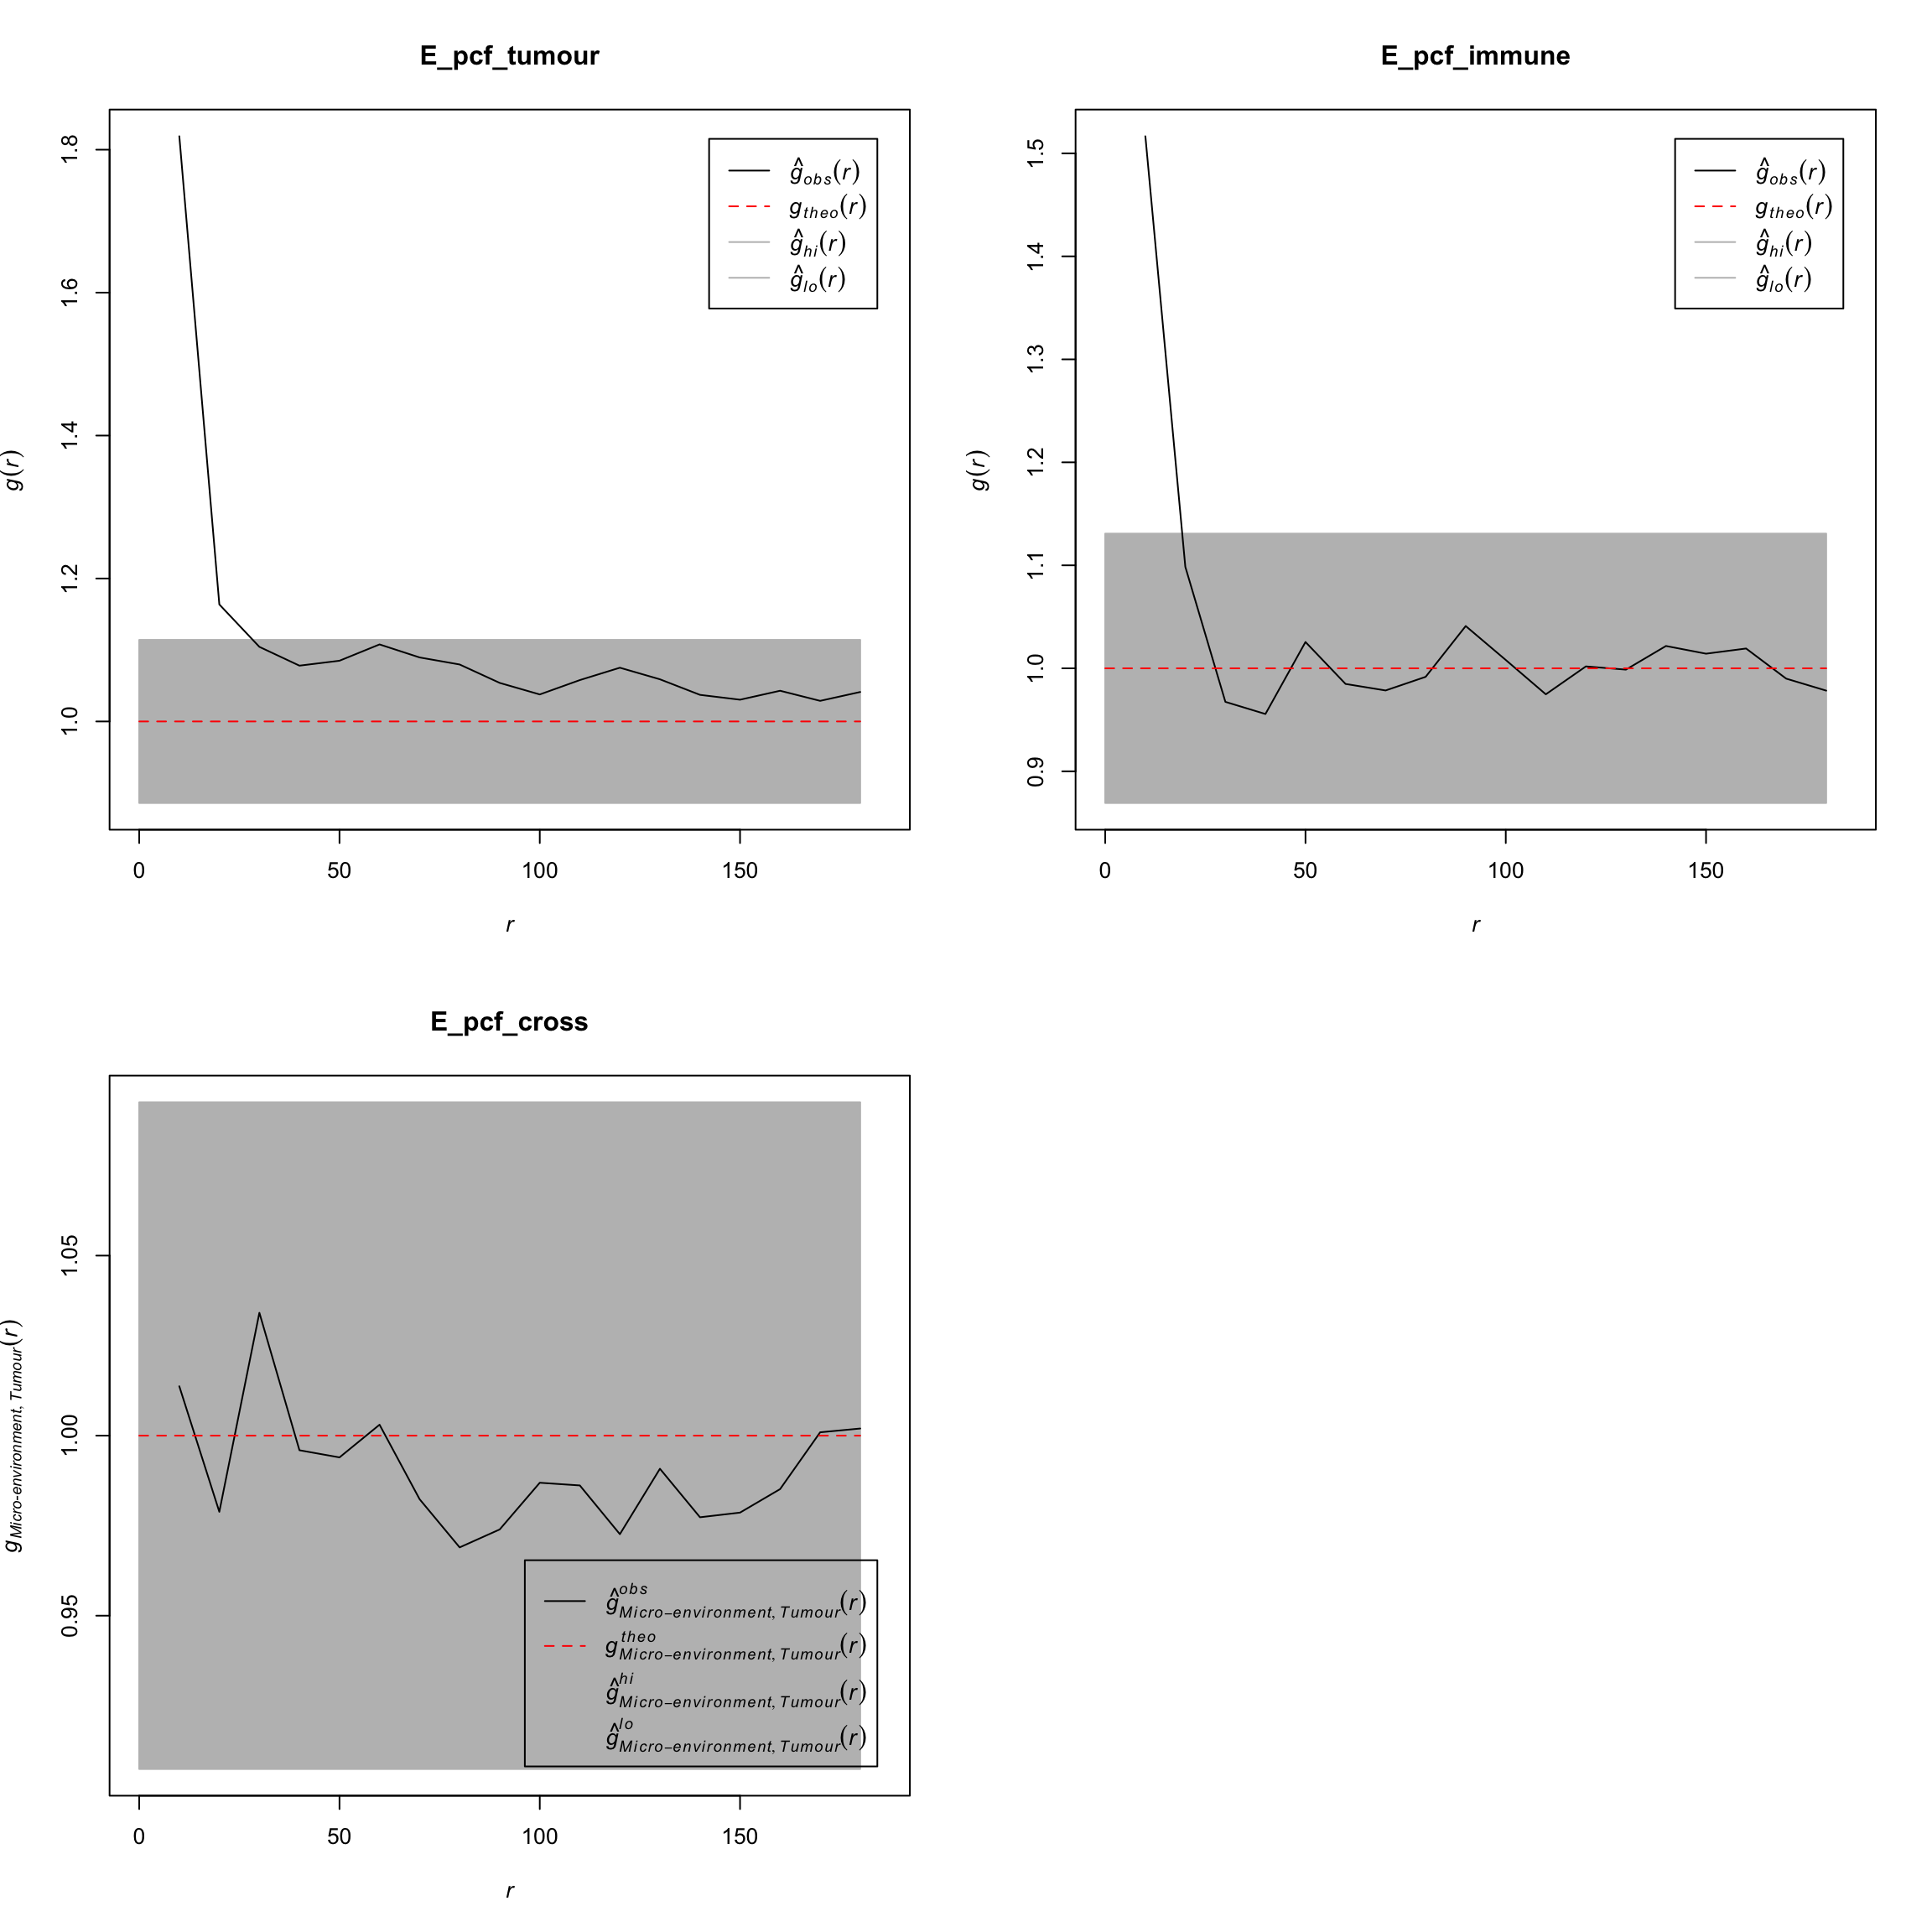 E_pcf_tumour
g(r)
1.8
1.6
1.4
1.2
1.0
0 50 100 150
r
ĝobs(r)
gtheo(r)
ĝhi(r)
ĝlo(r)
E_pcf_immune
g(r)
1.5
1.4
1.3
1.2
1.1
1.0
0.9
0 50 100 150
r
ĝobs(r)
gtheo(r)
ĝhi(r)
ĝlo(r)
E_pcf_cross
gMicro-environment, Tumour(r)
1.05
1.00
0.95
0 50 100 150
r
ĝobsMicro−environment, Tumour(r)
gtheoMicro−environment, Tumour(r)
ĝhiMicro−environment, Tumour(r)
ĝloMicro−environment, Tumour(r)